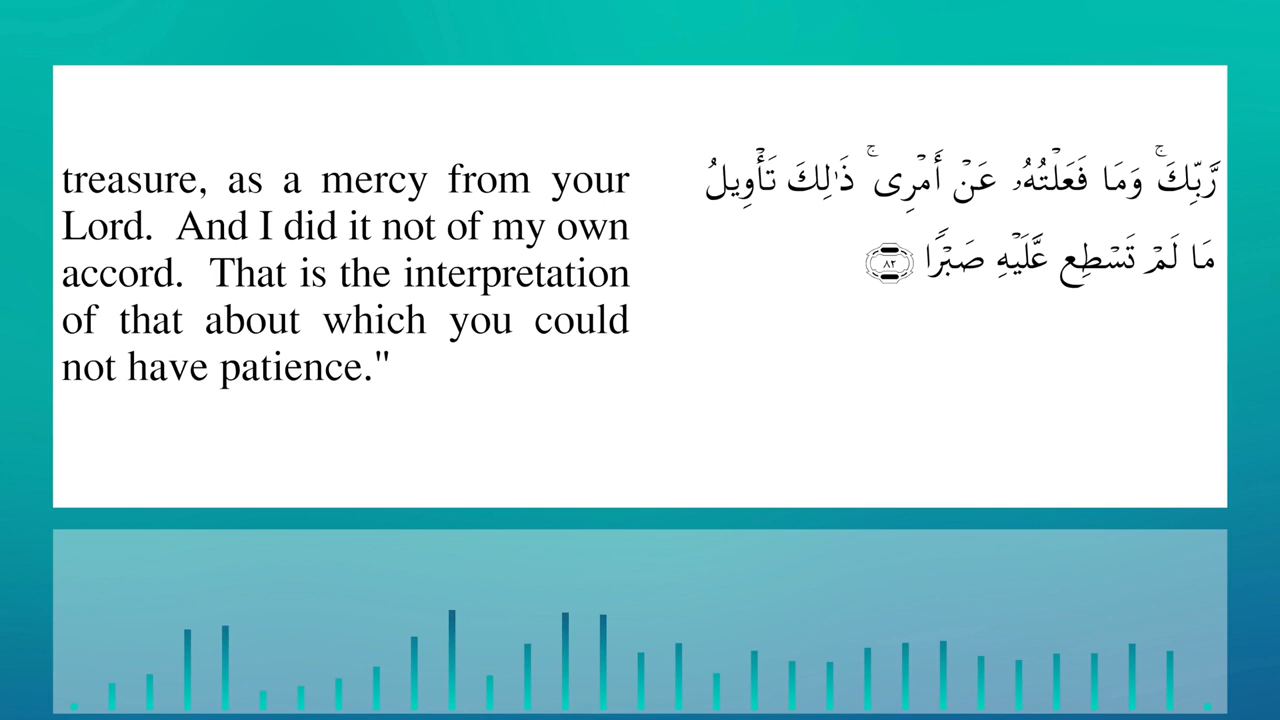 treasure, as a mercy from your
Lord.  And I did it not of my own
accord.  That is the interpretation
of that about which you could
not have patience."
رَّبِّكَ ۚ وَمَا فَعَلْتُهُۥ عَنْ أَمْرِى ۚ ذَٰلِكَ تَأْوِيلُ
مَا لَمْ تَسْطِع عَّلَيْهِ صَبْرًا ٨٢